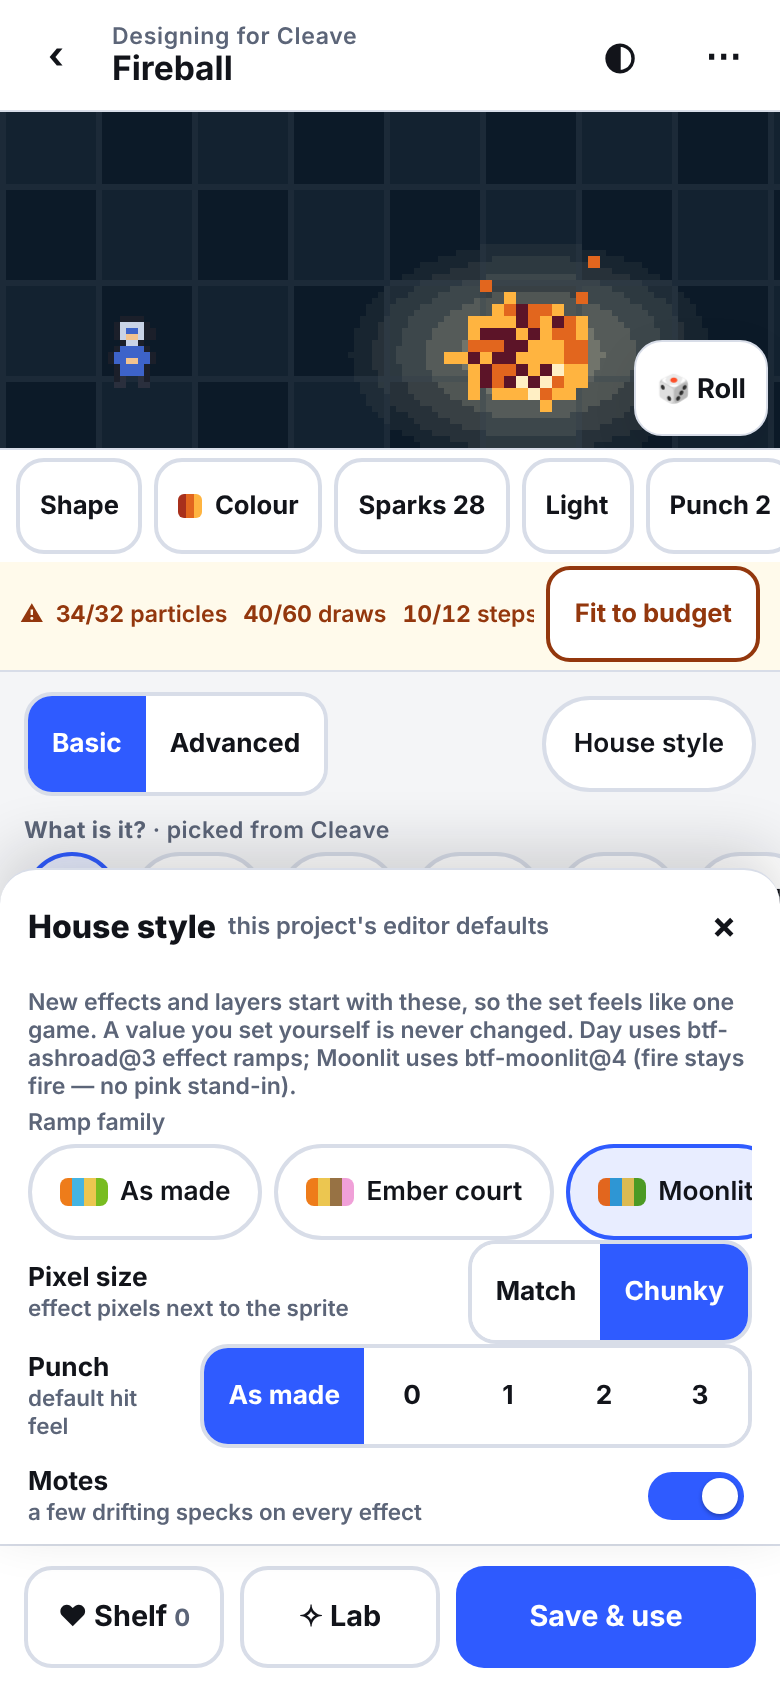 Designing for Cleave
Fireball
Roll
Shape
Colour
Sparks 28
Light
Punch 2
34/32 particles 40/60 draws 10/12 steps
Fit to budget
Basic
Advanced
House style
What is it? · picked from Cleave
House style this project's editor defaults
New effects and layers start with these, so the set feels like one
game. A value you set yourself is never changed. Day uses btf-
ashroad@3 effect ramps; Moonlit uses btf-moonlit@4 (fire stays
fire — no pink stand-in).
Ramp family
As made
Ember court
Moonlit
Pixel size
effect pixels next to the sprite
Match
Chunky
Punch
default hit
feel
As made
0
1
2
3
Motes
a few drifting specks on every effect
Shelf 0
Lab
Save & use